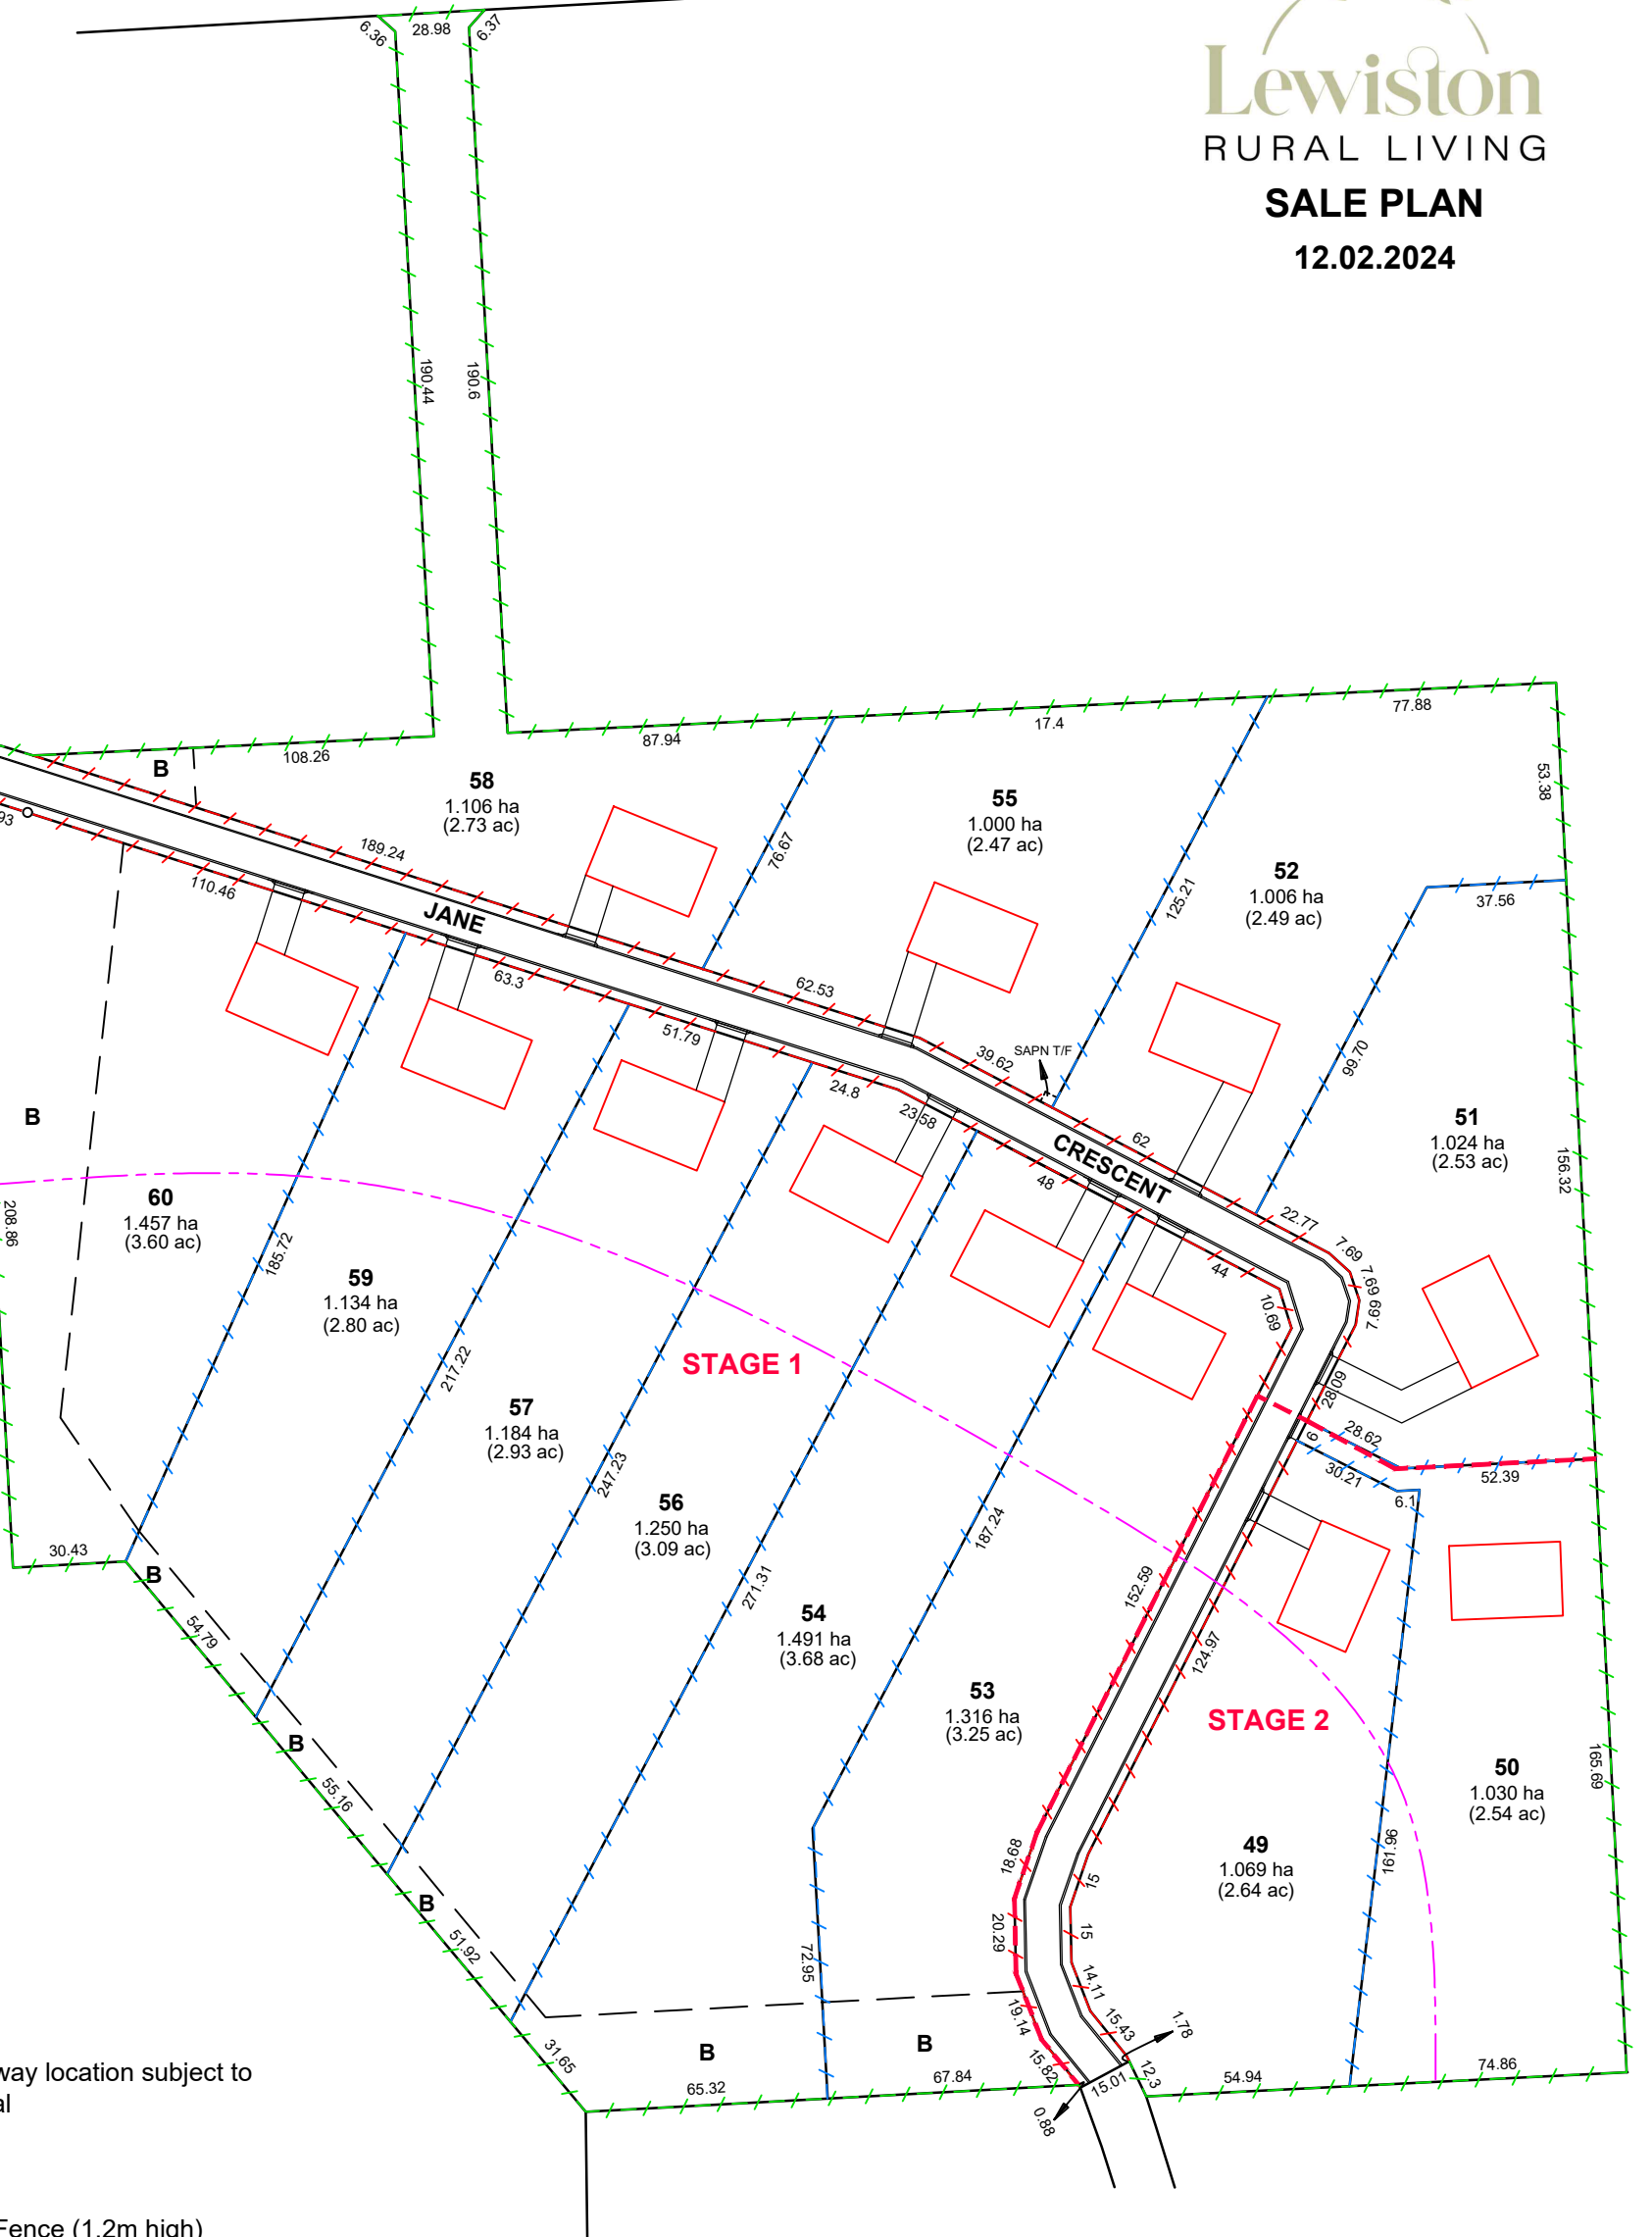 Lewiston
RURAL LIVING
SALE PLAN
12.02.2024
6.36
28.98
6.37
190.44
190.6
87.94
17.4
77.88
108.26
B
58
1.106 ha
(2.73 ac)
55
1.000 ha
(2.47 ac)
53.38
93
189.24
76.67
52
1.006 ha
(2.49 ac)
37.56
110.46
125.21
JANE
63.3
62.53
51.79
39.62
SAPN T/F
99.70
24.8
23.58
62
CRESCENT
51
1.024 ha
(2.53 ac)
B
48
156.32
60
1.457 ha
(3.60 ac)
208.86
185.72
22.77
7.69
7.69
7.69
44
10.69
59
1.134 ha
(2.80 ac)
217.22
STAGE 1
28.09
57
1.184 ha
(2.93 ac)
247.23
6
28.62
30.21
52.39
6.1
56
1.250 ha
(3.09 ac)
187.24
30.43
B
271.31
152.59
54.79
54
1.491 ha
(3.68 ac)
124.97
53
1.316 ha
(3.25 ac)
STAGE 2
B
165.69
50
1.030 ha
(2.54 ac)
55.16
49
1.069 ha
(2.64 ac)
161.96
18.68
15
B
51.92
20.29
15
72.95
14.11
19.14
15.43
1.78
31.65
B
B
15.82
12.3
way location subject to
al
65.32
67.84
15.01
54.94
74.86
0.88
Fence (1.2m high)